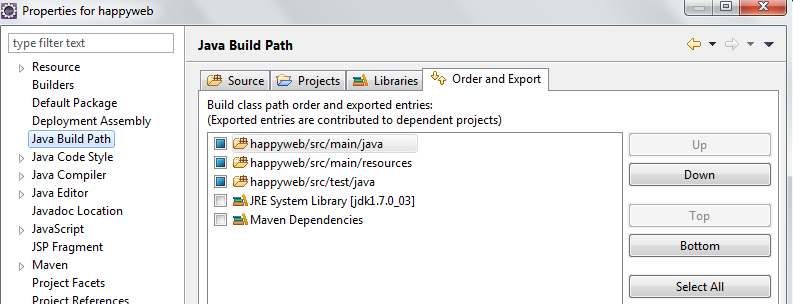 Properties for happyweb
type filter text
Resource
Builders
Default Package
Deployment Assembly
Java Build Path
Java Code Style
Java Compiler
Java Editor
Javadoc Location
JavaScript
JSP Fragment
Maven
Project Facets
Project References
Java Build Path
Source Projects Libraries Order and Export
Build class path order and exported entries:
(Exported entries are contributed to dependent projects)
happyweb/src/main/java
happyweb/src/main/resources
happyweb/src/test/java
JRE System Library [jdk1.7.0_03]
Maven Dependencies
Up
Down
Top
Bottom
Select All